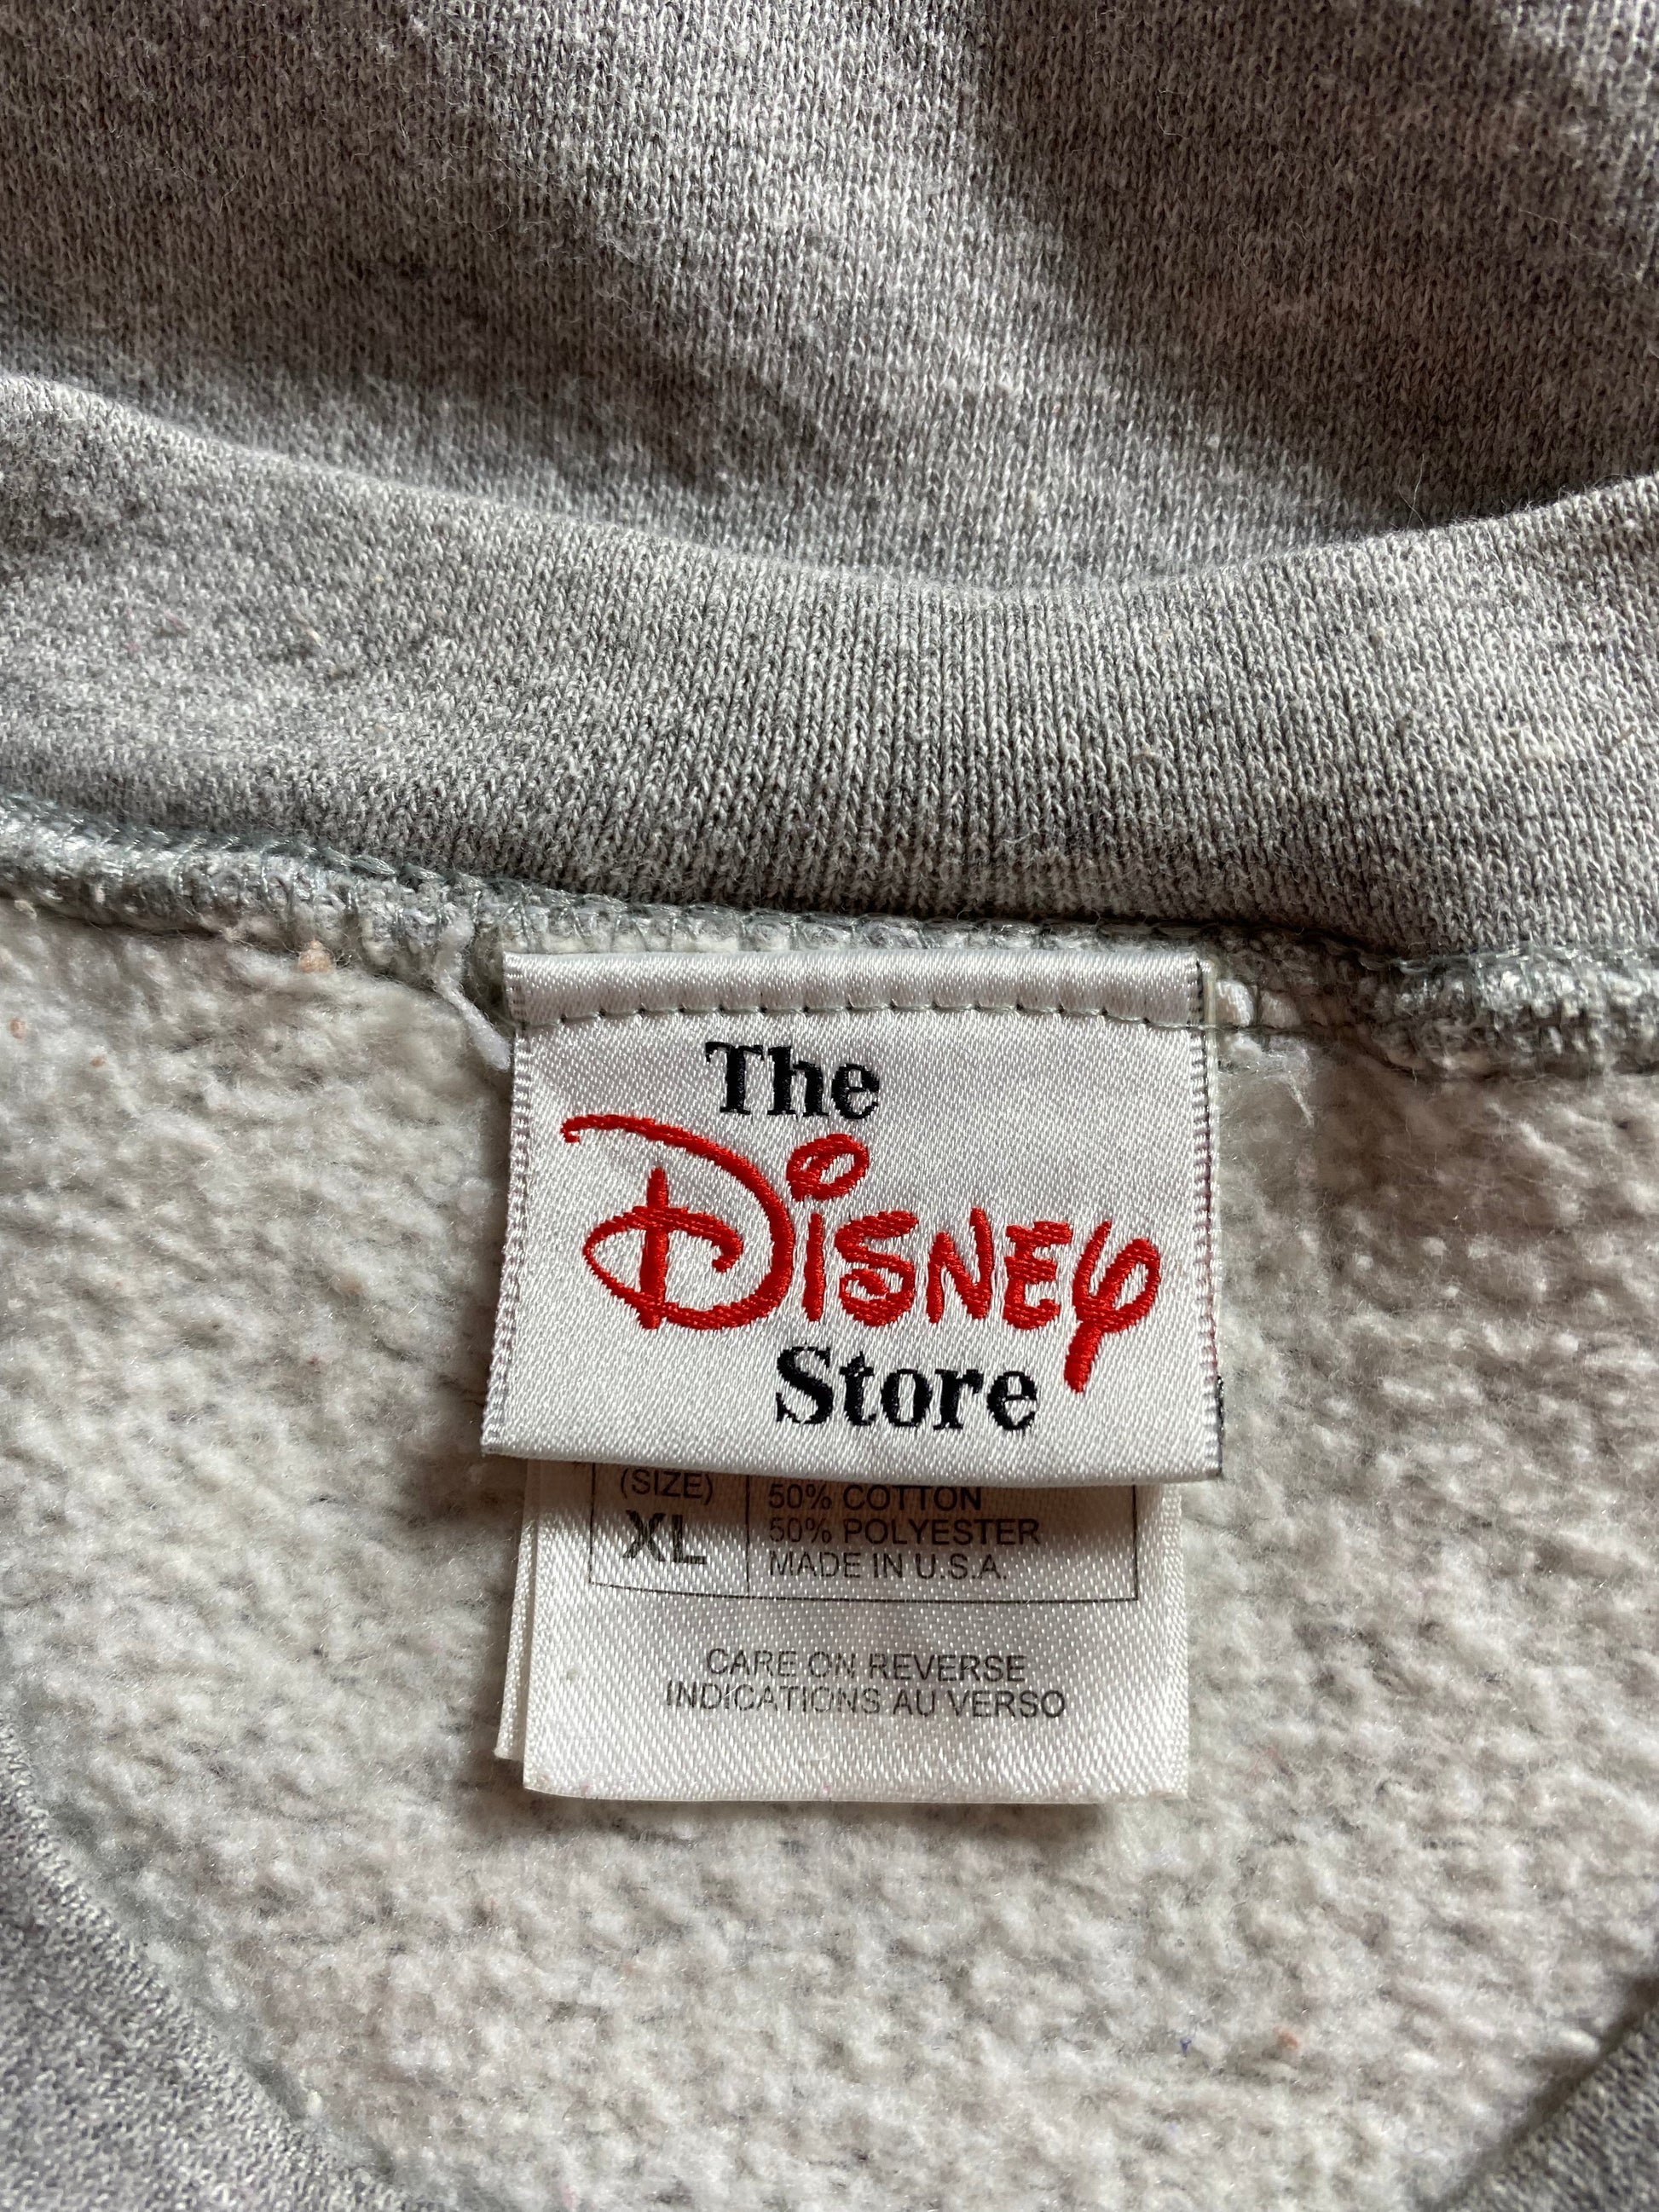 The
Disney
Store
(SIZE)
XL
50% COTTON
50% POLYESTER
MADE IN U.S.A.
CARE ON REVERSE
INDICATIONS AU VERSO